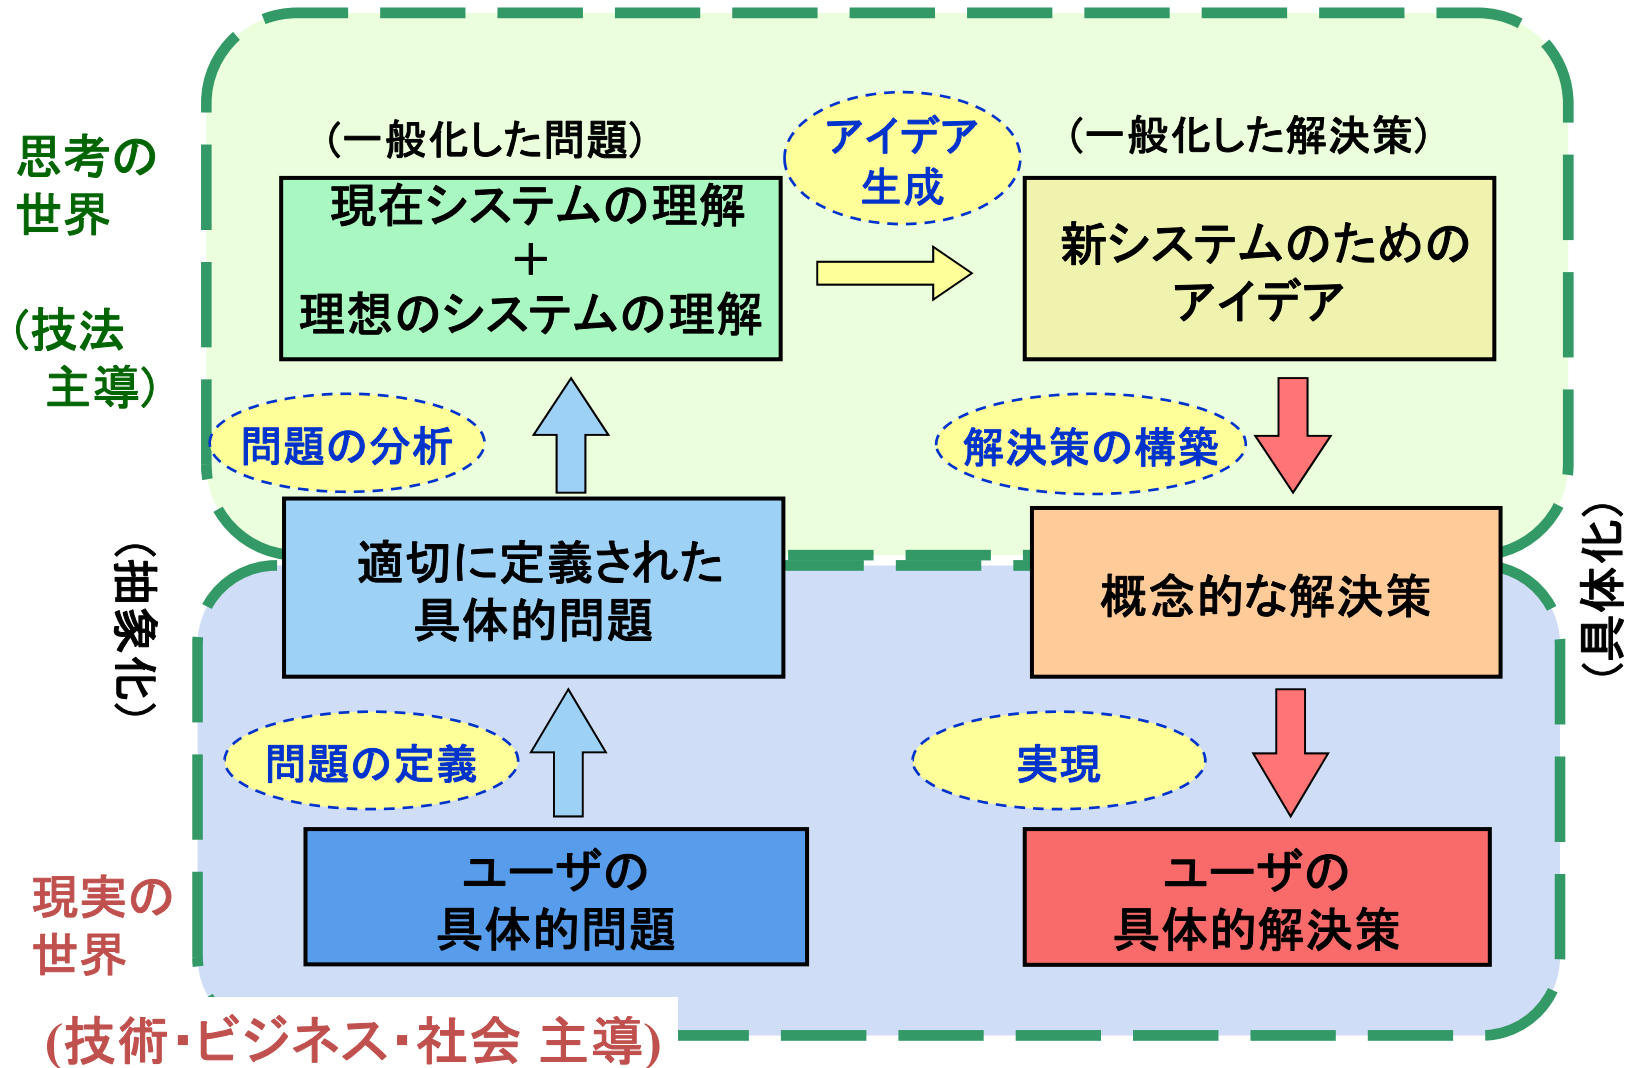 思考の
世界
(技法
主導)
(一般化した問題)
現在システムの理解
+
理想のシステムの理解
アイデア
生成
(一般化した解決策)
新システムのための
アイデア
問題の分析
解決策の構築
(抽象化)
適切に定義された
具体的問題
概念的な解決策
(具体化)
問題の定義
実現
現実の
世界
(技術・ビジネス・社会 主導)
ユーザの
具体的問題
ユーザの
具体的解決策